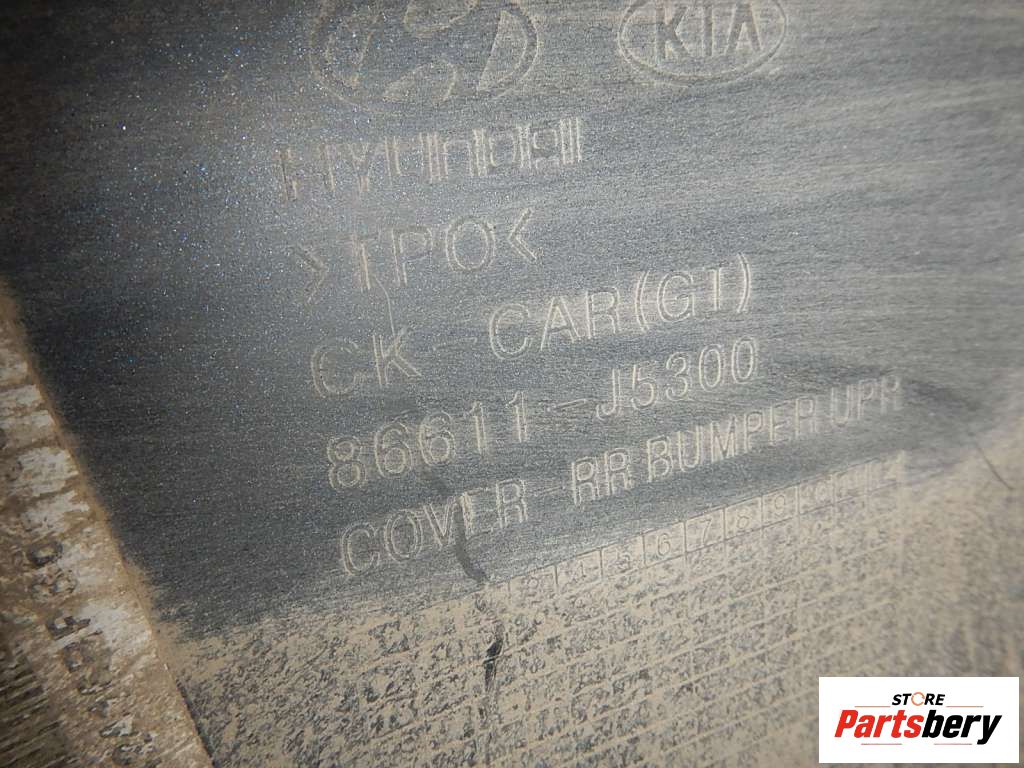 KIA
HYUNDAI
>TPO<
CK CAR(GT)
86611-J5300
COVER-RR BUMPER UPR
STORE
Partsbery